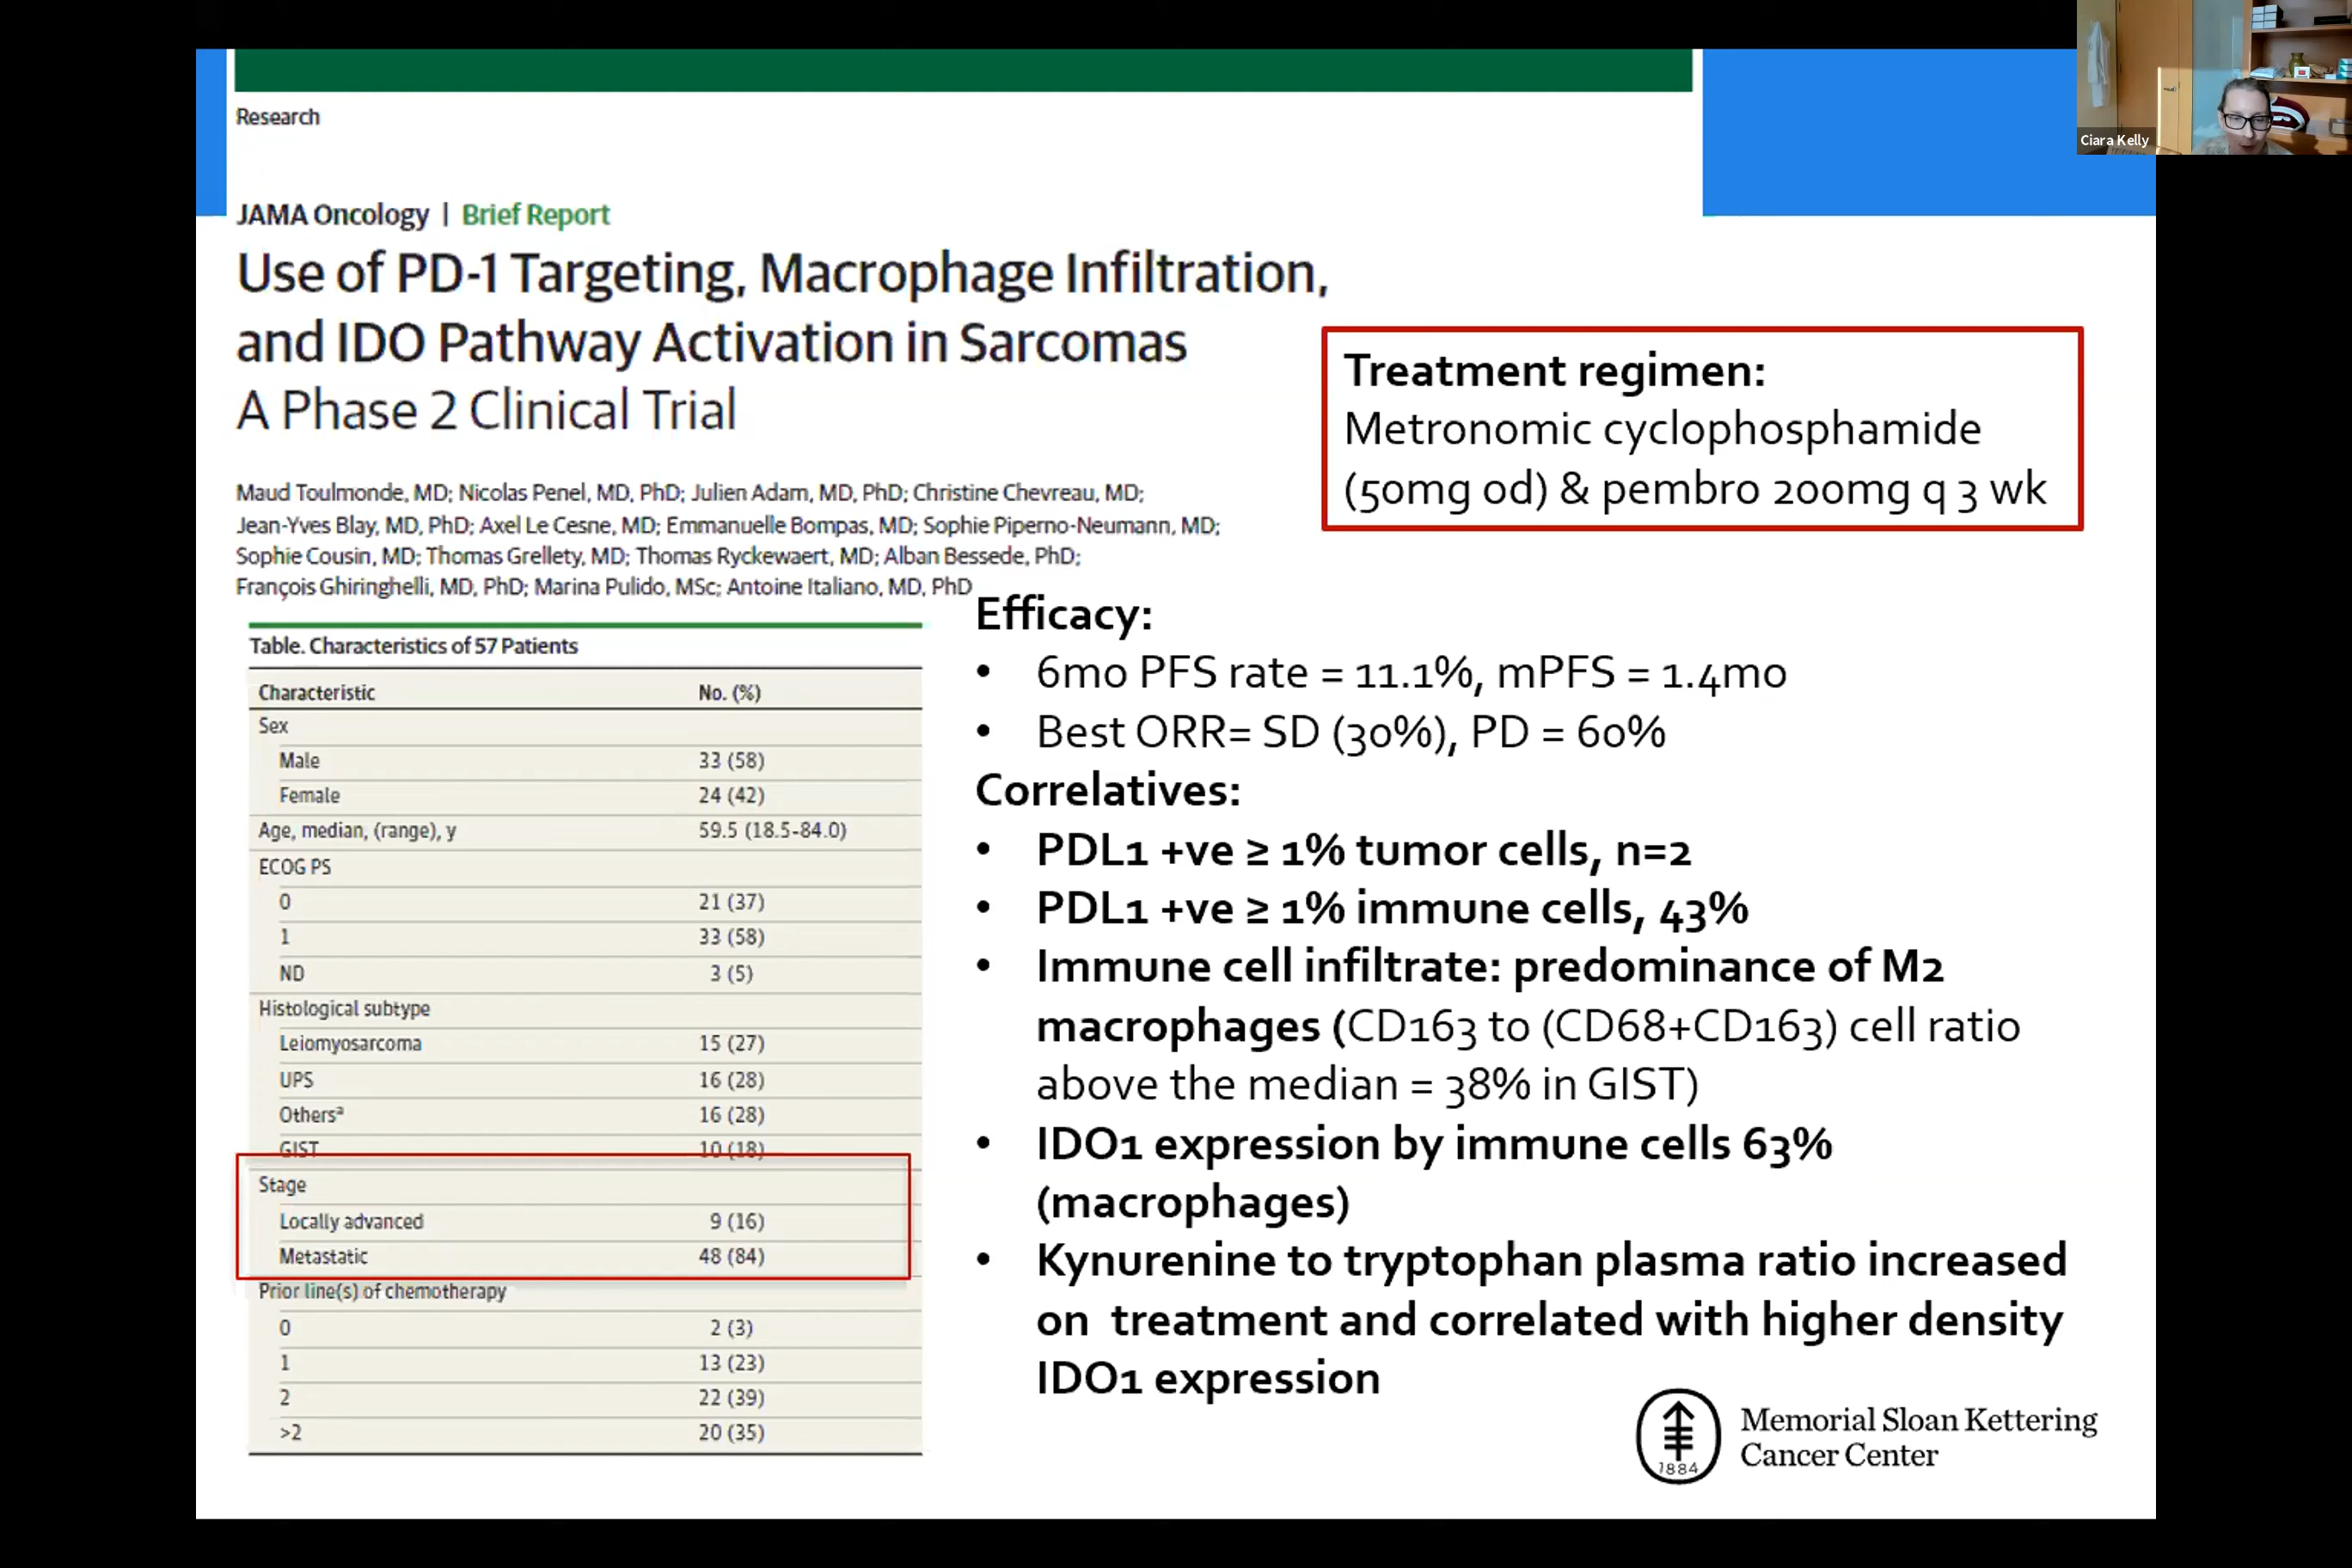 Research
JAMA Oncology | Brief Report
Use of PD-1 Targeting, Macrophage Infiltration,
and IDO Pathway Activation in Sarcomas
A Phase 2 Clinical Trial
Maud Toulmonde, MD; Nicolas Penel, MD, PhD; Julien Adam, MD, PhD; Christine Chevreau, MD;
Jean-Yves Blay, MD, PhD; Axel Le Cesne, MD; Emmanuelle Bompas, MD; Sophie Piperno-Neumann, MD;
Sophie Cousin, MD; Thomas Grellety, MD; Thomas Ryckewaert, MD; Alban Bessede, PhD;
François Ghiringhelli, MD, PhD; Marina Pulido, MSc; Antoine Italiano, MD, PhD
Treatment regimen:
Metronomic cyclophosphamide
(50mg od) & pembro 200mg q 3 wk
Table. Characteristics of 57 Patients
Characteristic No. (%)
Sex
Male 33 (58)
Female 24 (42)
Age, median, (range), y 59.5 (18.5-84.0)
ECOG PS
0 21 (37)
1 33 (58)
ND 3 (5)
Histological subtype
Leiomyosarcoma 15 (27)
UPS 16 (28)
Othersª 16 (28)
GIST 10 (18)
Stage
Locally advanced 9 (16)
Metastatic 48 (84)
Prior line(s) of chemotherapy
0 2 (3)
1 13 (23)
2 22 (39)
>2 20 (35)
Efficacy:
• 6mo PFS rate = 11.1%, mPFS = 1.4mo
• Best ORR= SD (30%), PD = 60%
Correlatives:
• PDL1 +ve ≥ 1% tumor cells, n=2
• PDL1 +ve ≥ 1% immune cells, 43%
• Immune cell infiltrate: predominance of M2
macrophages (CD163 to (CD68+CD163) cell ratio
above the median = 38% in GIST)
• IDO1 expression by immune cells 63%
(macrophages)
• Kynurenine to tryptophan plasma ratio increased
on treatment and correlated with higher density
IDO1 expression
1884
Memorial Sloan Kettering
Cancer Center
Ciara Kelly